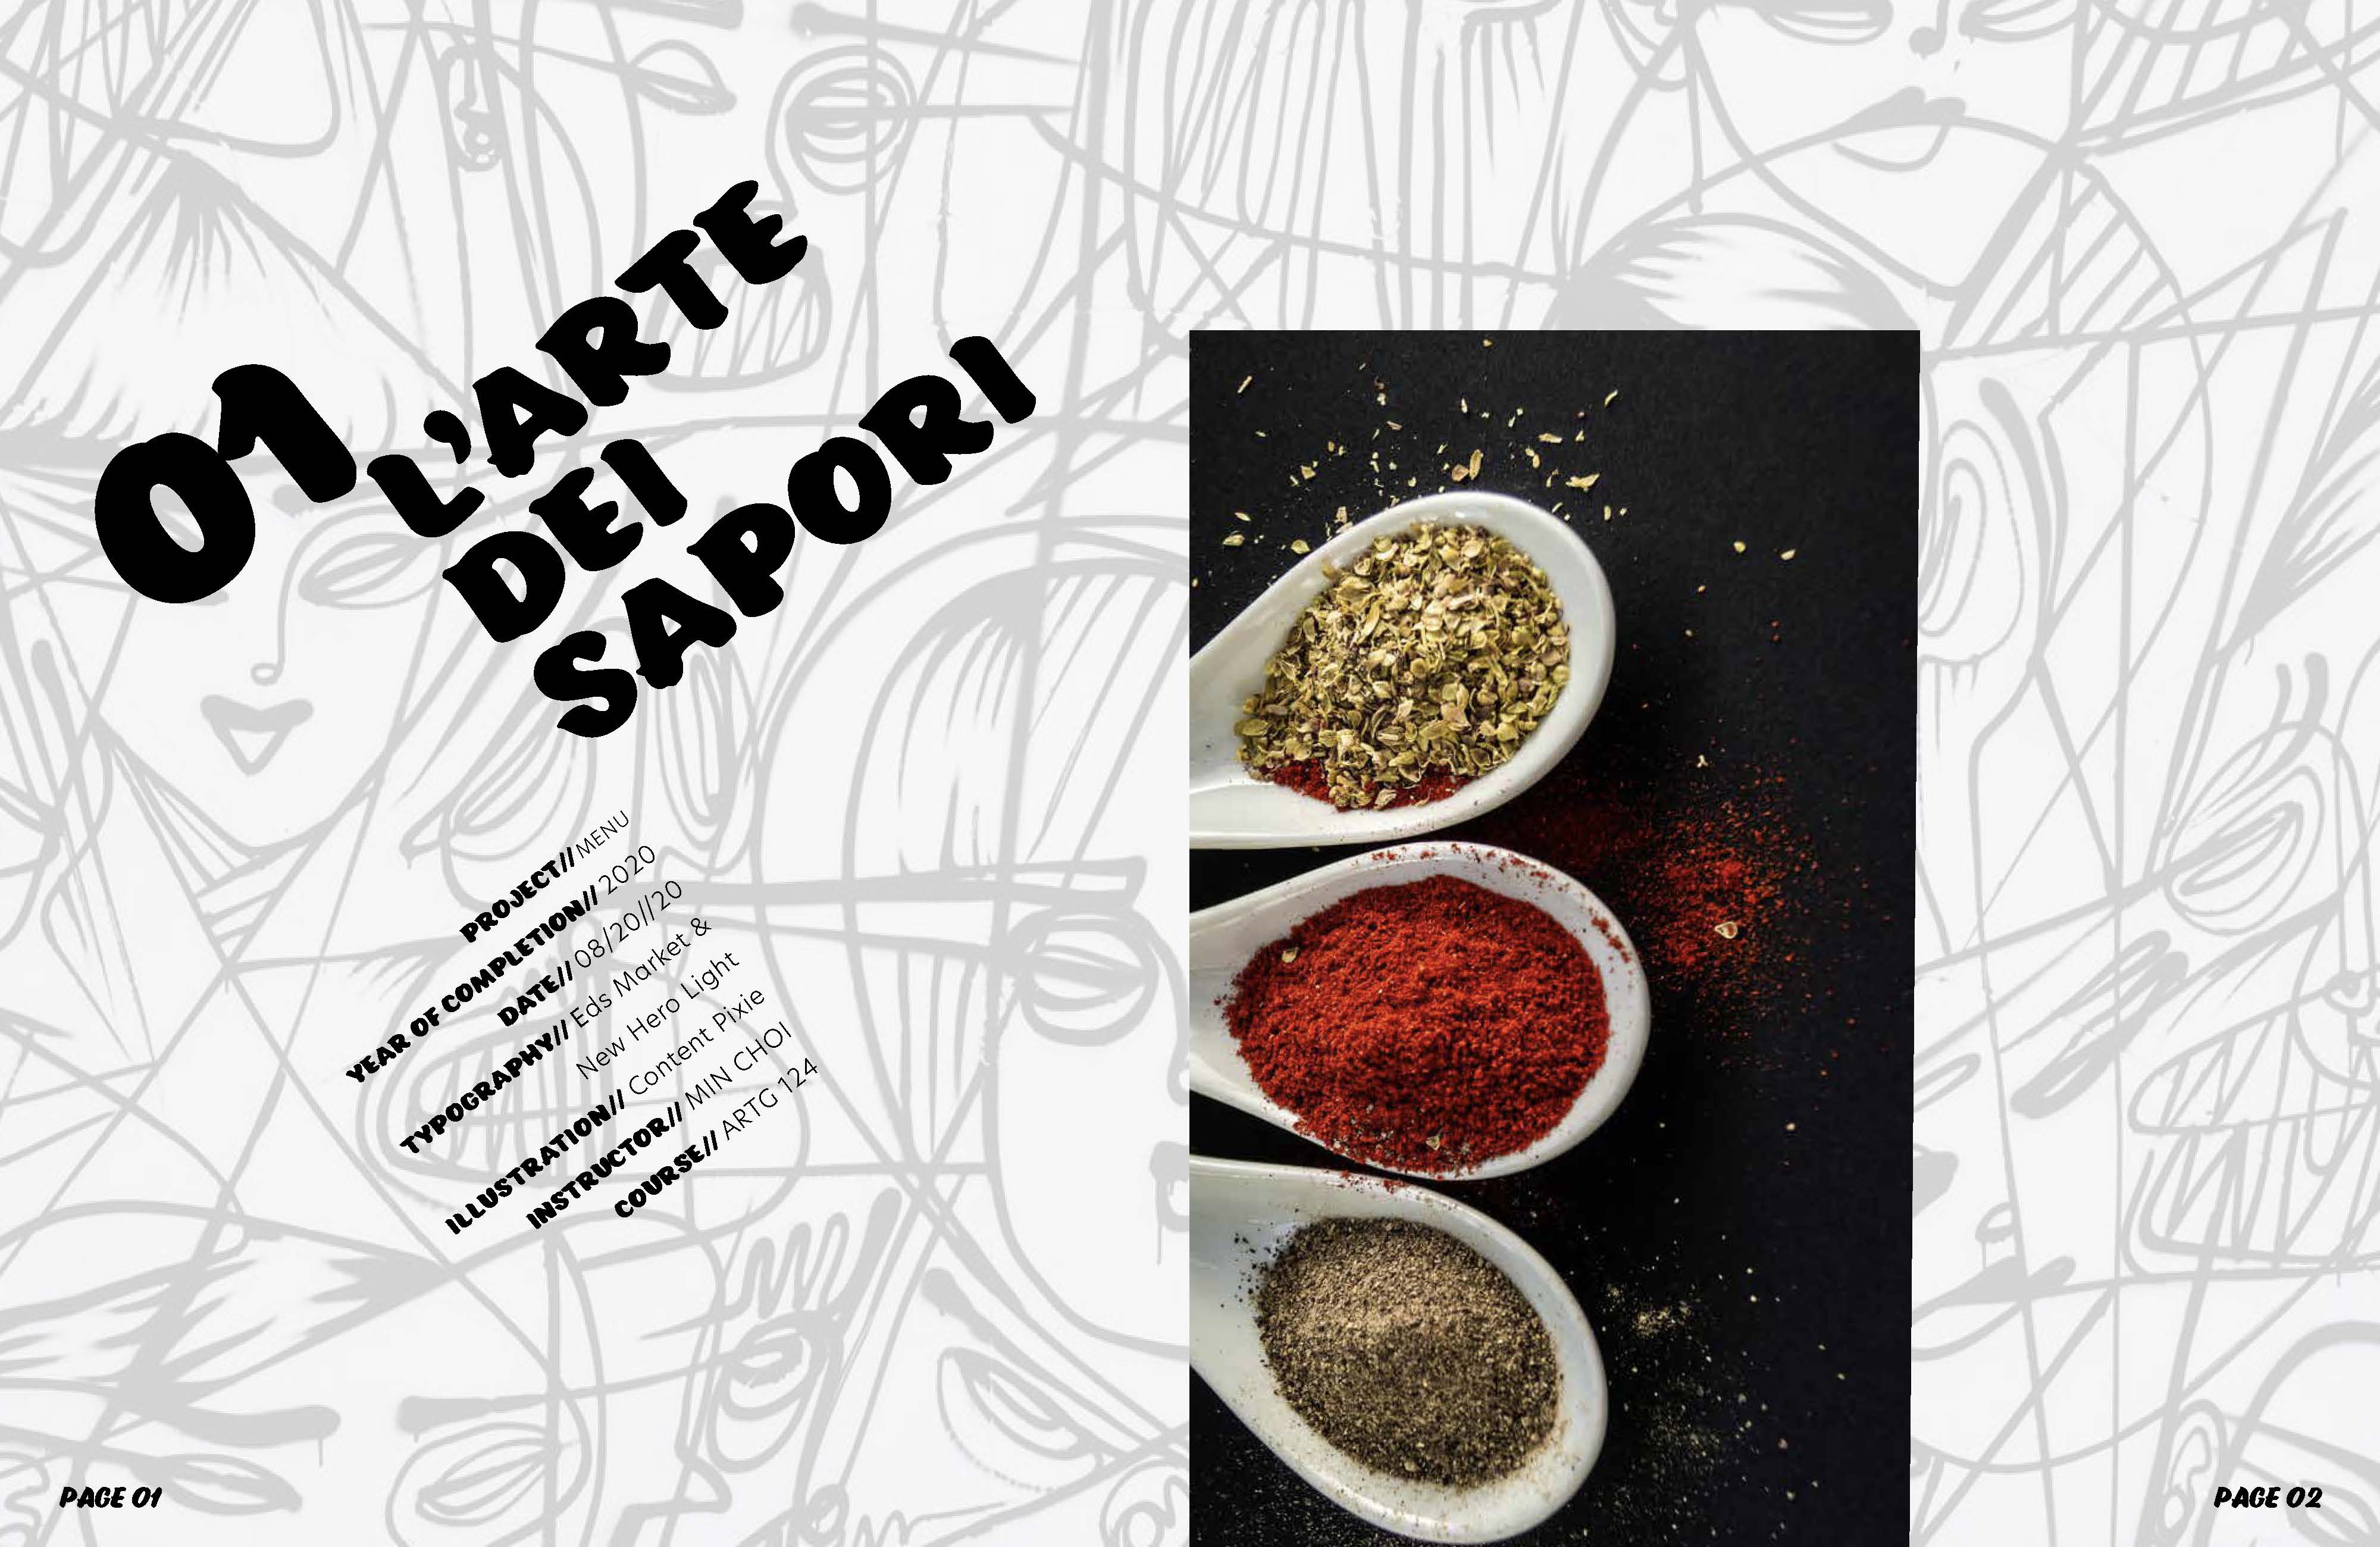 01
L'ARTE
DEI
SAPORI
PROJECT// MENU
YEAR OF COMPLETION// 2020
DATE// 08/20//20
TYPOGRAPHY// Eds Market &
New Hero Light
ILLUSTRATION// Content Pixie
INSTRUCTOR// MIN CHOI
COURSE// ARTG 124
PAGE 01
PAGE 02